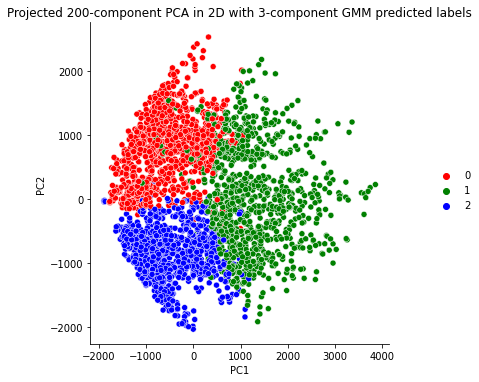 Projected 200-component PCA in 2D with 3-component GMM predicted labels
2000
1000
0
−1000
−2000
PC2
−2000 −1000 0 1000 2000 3000 4000
PC1
0
1
2